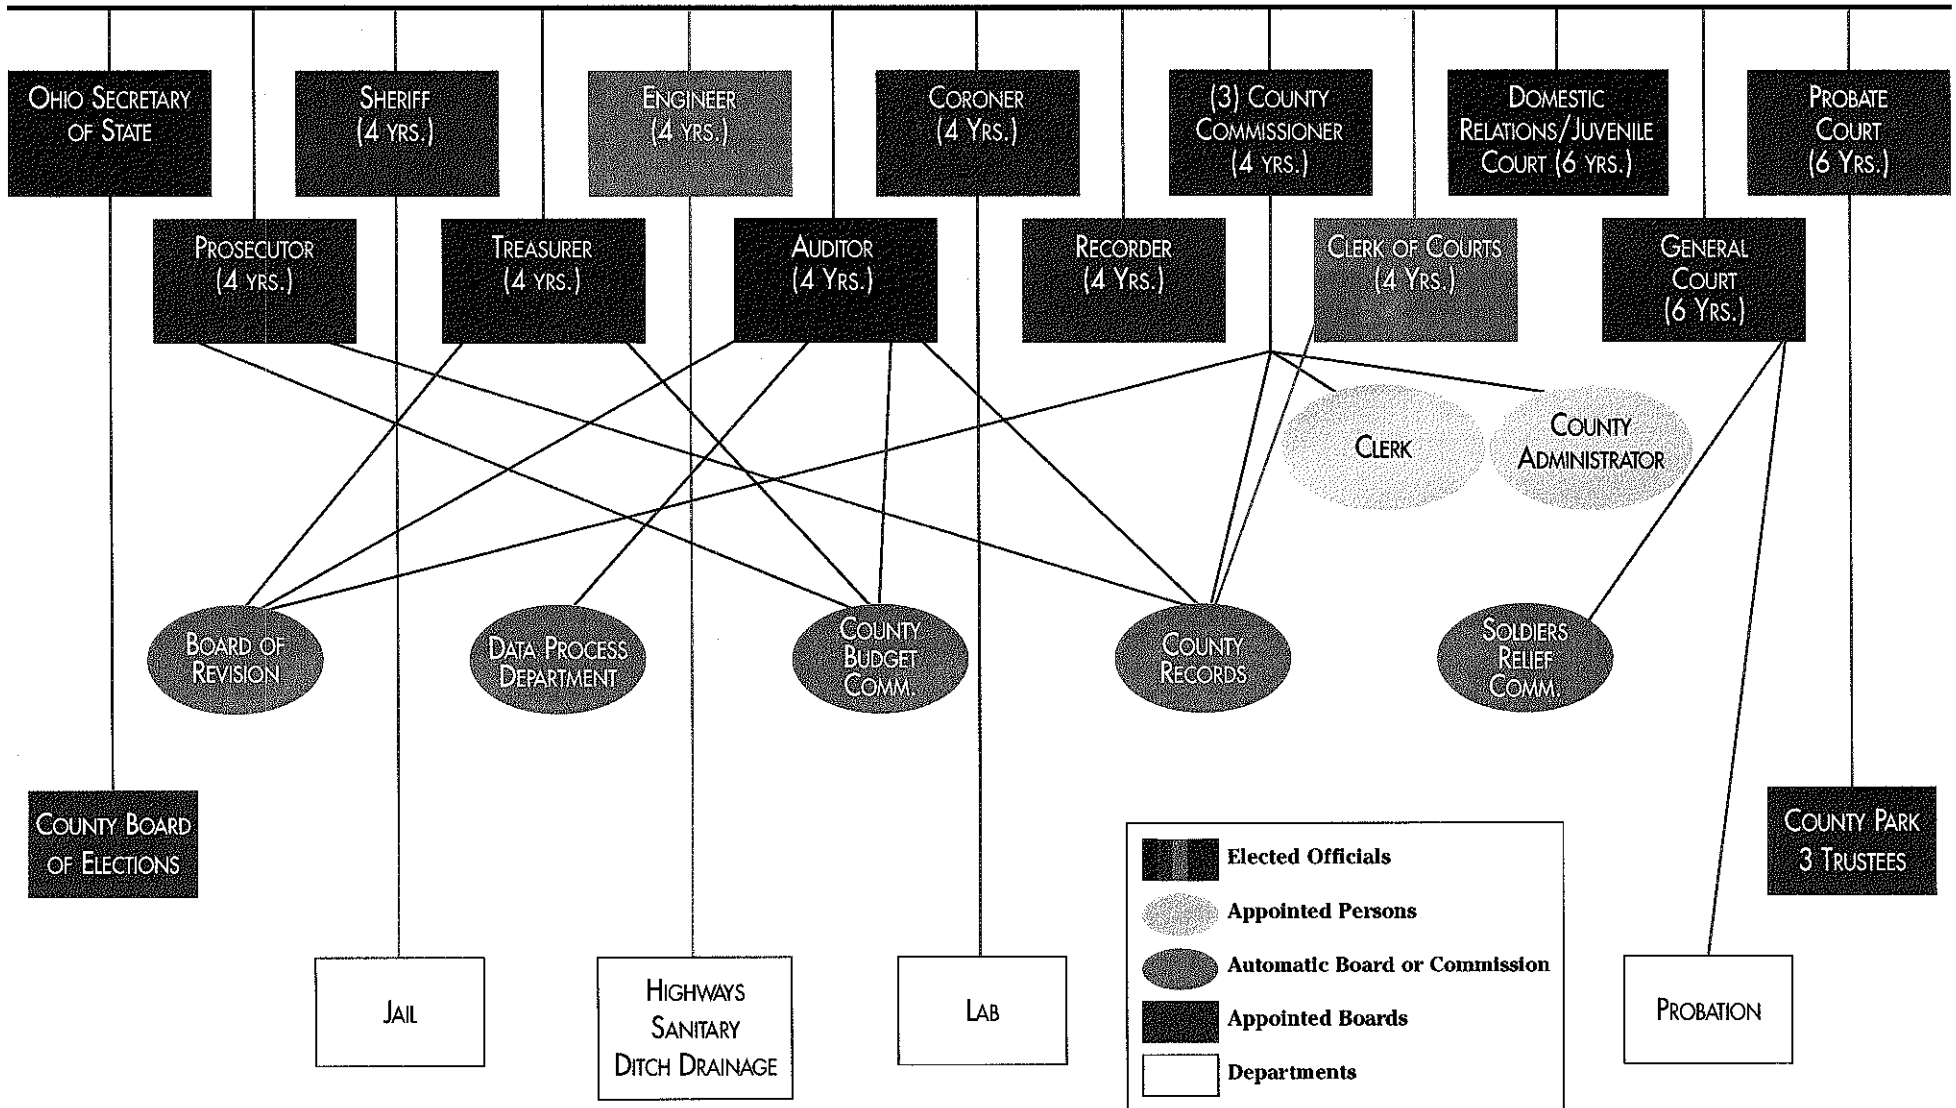 Ohio Secretary
of State
Sheriff
(4 yrs.)
Engineer
(4 yrs.)
Coroner
(4 yrs.)
(3) County
Commissioner
(4 yrs.)
Domestic
Relations/Juvenile
Court (6 yrs.)
Probate
Court
(6 Yrs.)
Prosecutor
(4 yrs.)
Treasurer
(4 yrs.)
Auditor
(4 Yrs.)
Recorder
(4 Yrs.)
Clerk of Courts
(4 Yrs.)
General
Court
(6 Yrs.)
Clerk
County
Administrator
Board of
Revision
Data Process
Department
County
Budget
Comm.
County
Records
Soldiers
Relief
Comm.
County Board
of Elections
County Park
3 Trustees
Jail
Highways
Sanitary
Ditch Drainage
Lab
Probation
Elected Officials
Appointed Persons
Automatic Board or Commission
Appointed Boards
Departments